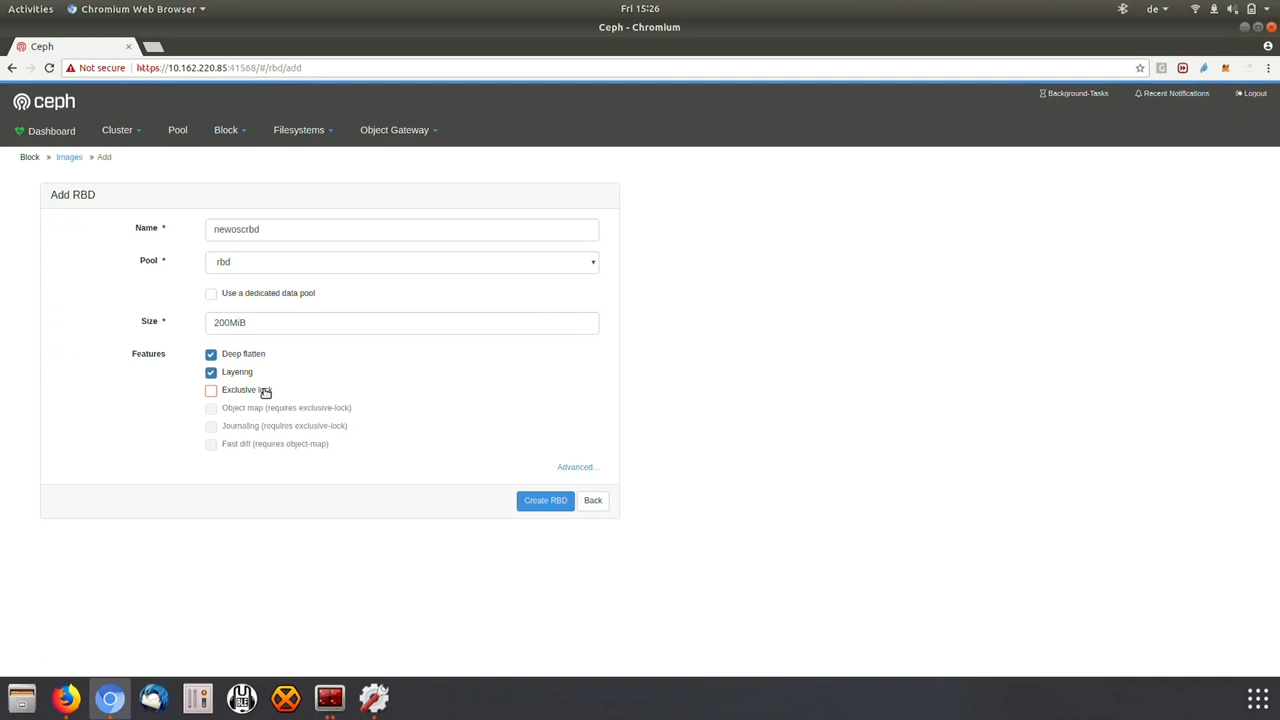 Activities Chromium Web Browser Fri 15:26 de
Ceph - Chromium
Ceph
Not secure https://10.162.220.85:41568/#/rbd/add
ceph Background-Tasks Recent Notifications Logout
Dashboard Cluster Pool Block Filesystems Object Gateway
Block » Images » Add
Add RBD
Name * newoscrbd
Pool * rbd
Use a dedicated data pool
Size * 200MiB
Features Deep flatten
Layering
Exclusive lock
Object map (requires exclusive-lock)
Journaling (requires exclusive-lock)
Fast diff (requires object-map)
Advanced...
Create RBD Back